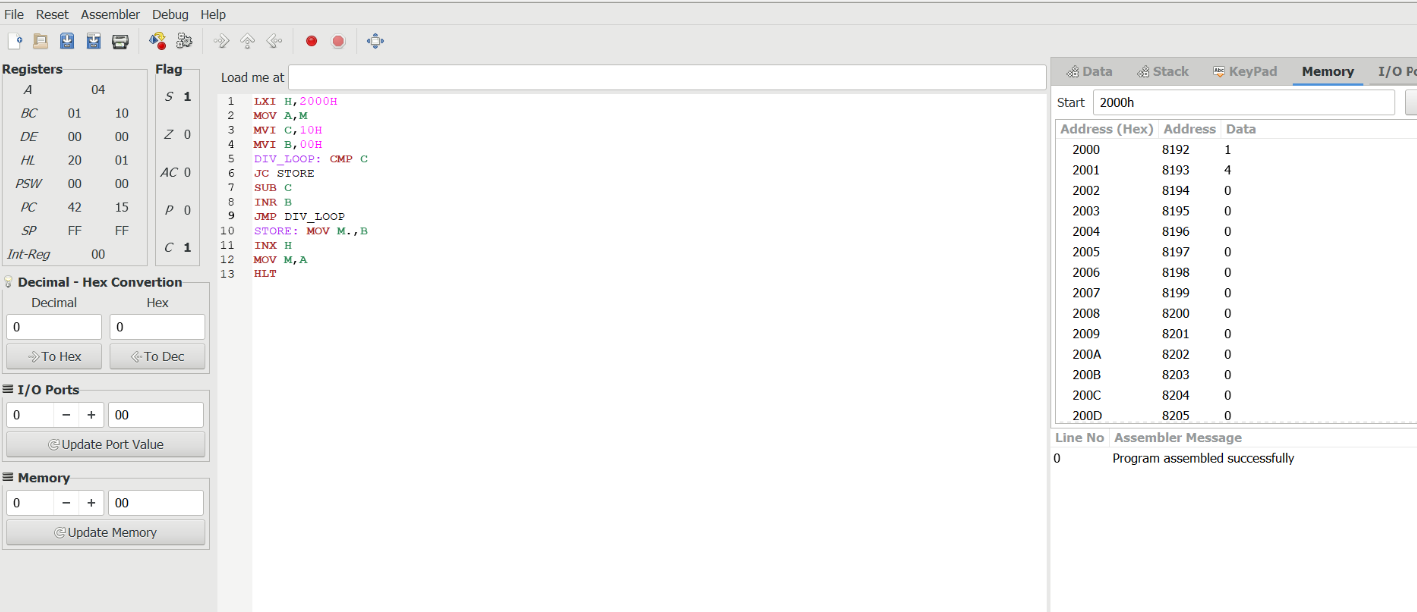 File Reset Assembler Debug Help
Registers
A 04
BC 01 10
DE 00 00
HL 20 01
PSW 00 00
PC 42 15
SP FF FF
Int-Reg 00
Flag
S 1
Z 0
AC 0
P 0
C 1
Decimal - Hex Convertion
Decimal Hex
0 0
To Hex To Dec
I/O Ports
0 − + 00
Update Port Value
Memory
0 − + 00
Update Memory
Load me at
1 LXI H,2000H
2 MOV A,M
3 MVI C,10H
4 MVI B,00H
5 DIV_LOOP: CMP C
6 JC STORE
7 SUB C
8 INR B
9 JMP DIV_LOOP
10 STORE: MOV M.,B
11 INX H
12 MOV M,A
13 HLT
Data Stack KeyPad Memory I/O Po
Start 2000h
Address (Hex) Address Data
2000 8192 1
2001 8193 4
2002 8194 0
2003 8195 0
2004 8196 0
2005 8197 0
2006 8198 0
2007 8199 0
2008 8200 0
2009 8201 0
200A 8202 0
200B 8203 0
200C 8204 0
200D 8205 0
Line No Assembler Message
0 Program assembled successfully